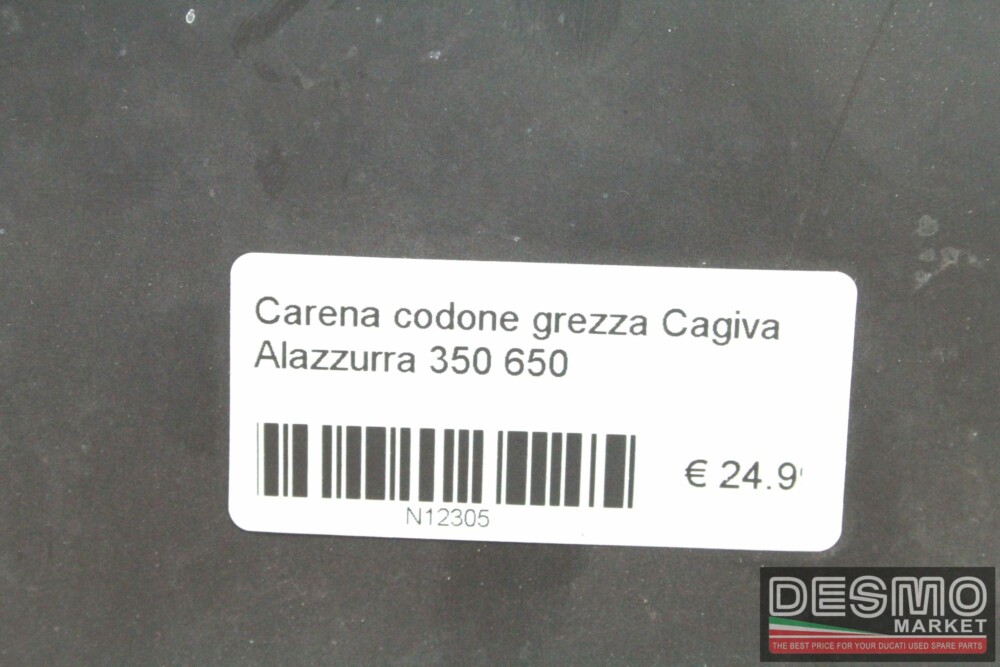 Carena codone grezza Cagiva
Alazzurra 350 650
€ 24.9
N12305
DESMO
MARKET
THE BEST PRICE FOR YOUR DUCATI USED SPARE PARTS